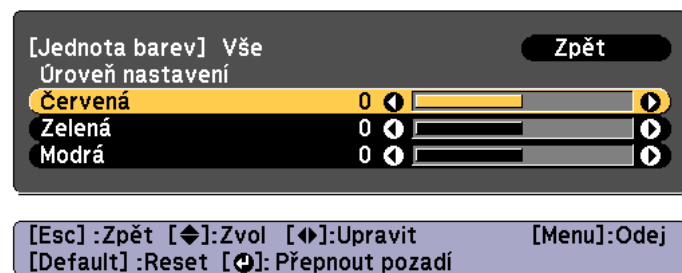 [Jednota barev] Vše Zpět
Úroveň nastavení
Červená 0
Zelená 0
Modrá 0
[Esc] :Zpět [◆]:Zvol [◆]:Upravit [Menu]:Odej
[Default] :Reset [↵]: Přepnout pozadí